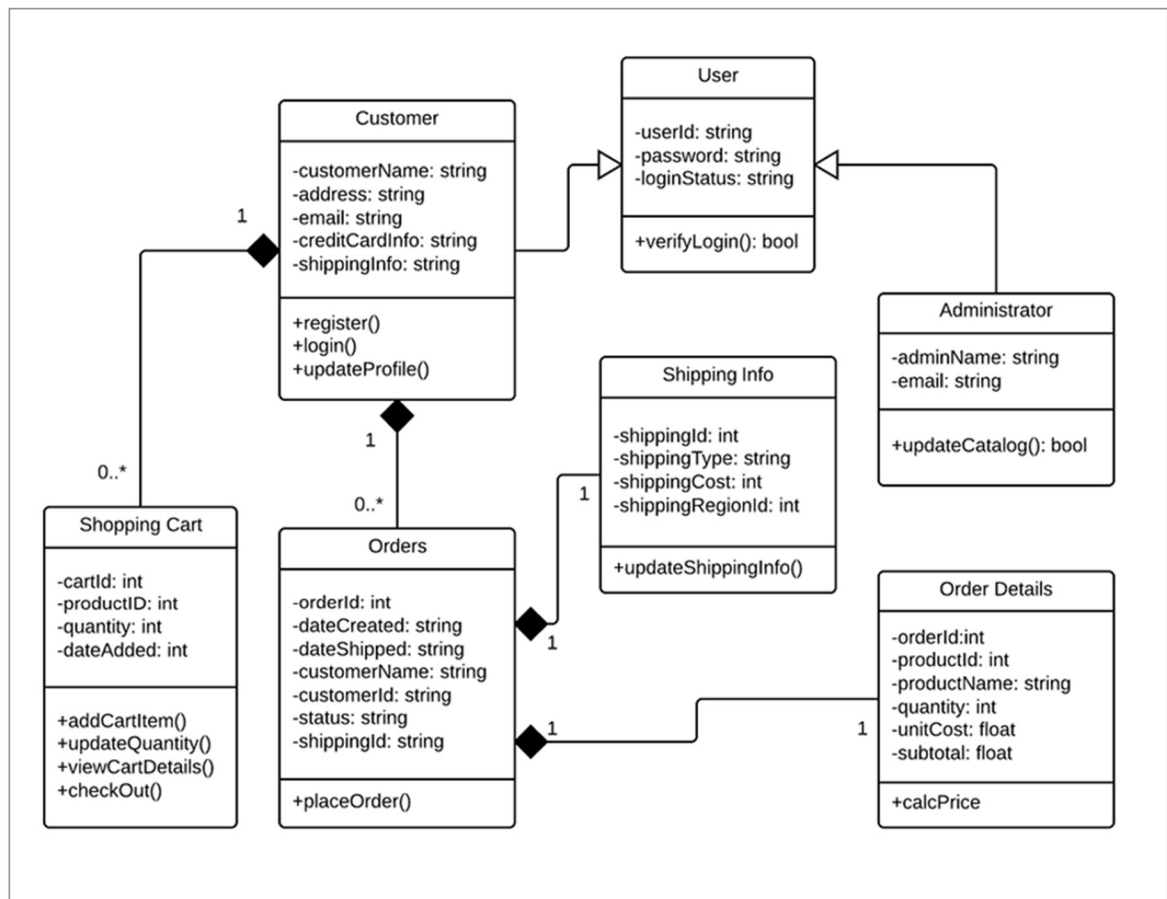 User
-userId: string
-password: string
-loginStatus: string
+verifyLogin(): bool
Customer
-customerName: string
-address: string
-email: string
-creditCardInfo: string
-shippingInfo: string
+register()
+login()
+updateProfile()
1
0..*
1
0..*
Administrator
-adminName: string
-email: string
+updateCatalog(): bool
Shipping Info
-shippingId: int
-shippingType: string
-shippingCost: int
-shippingRegionId: int
+updateShippingInfo()
1
1
Shopping Cart
-cartId: int
-productID: int
-quantity: int
-dateAdded: int
+addCartItem()
+updateQuantity()
+viewCartDetails()
+checkOut()
Orders
-orderId: int
-dateCreated: string
-dateShipped: string
-customerName: string
-customerId: string
-status: string
-shippingId: string
+placeOrder()
1
1
Order Details
-orderId:int
-productId: int
-productName: string
-quantity: int
-unitCost: float
-subtotal: float
+calcPrice